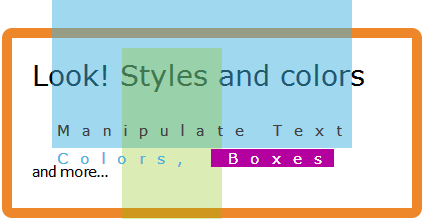 Look! Styles and colors
Manipulate Text
Colors, Boxes
and more...